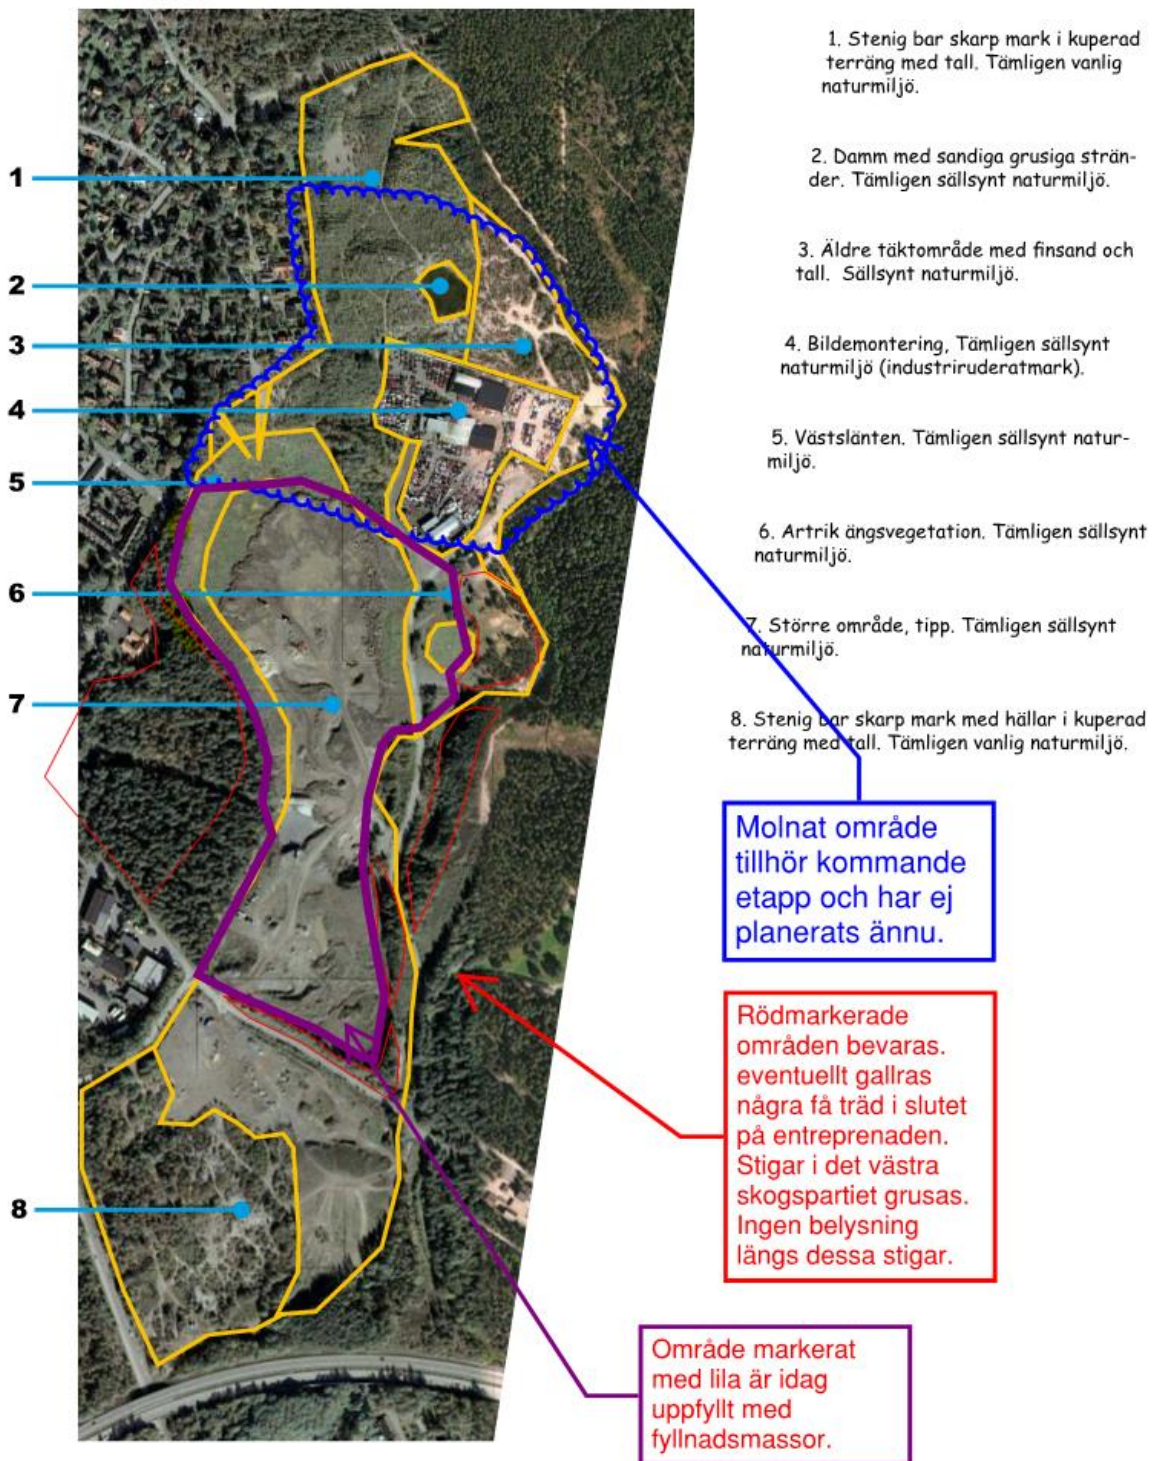 1. Stenig bar skarp mark i kuperad
terräng med tall. Tämligen vanlig
naturmiljö.
2. Damm med sandiga grusiga strän-
der. Tämligen sällsynt naturmiljö.
3. Äldre täktområde med finsand och
tall. Sällsynt naturmiljö.
4. Bildemontering, Tämligen sällsynt
naturmiljö (industriruderatmark).
5. Västslänten. Tämligen sällsynt natur-
miljö.
6. Artrik ängsvegetation. Tämligen sällsynt
naturmiljö.
7. Större område, tipp. Tämligen sällsynt
naturmiljö.
8. Stenig bar skarp mark med hällar i kuperad
terräng med tall. Tämligen vanlig naturmiljö.
1
2
3
4
5
6
7
8
Molnat område
tillhör kommande
etapp och har ej
planerats ännu.
Rödmarkerade
områden bevaras.
eventuellt gallras
några få träd i slutet
på entreprenaden.
Stigar i det västra
skogspartiet grusas.
Ingen belysning
längs dessa stigar.
Område markerat
med lila är idag
uppfyllt med
fyllnadsmassor.